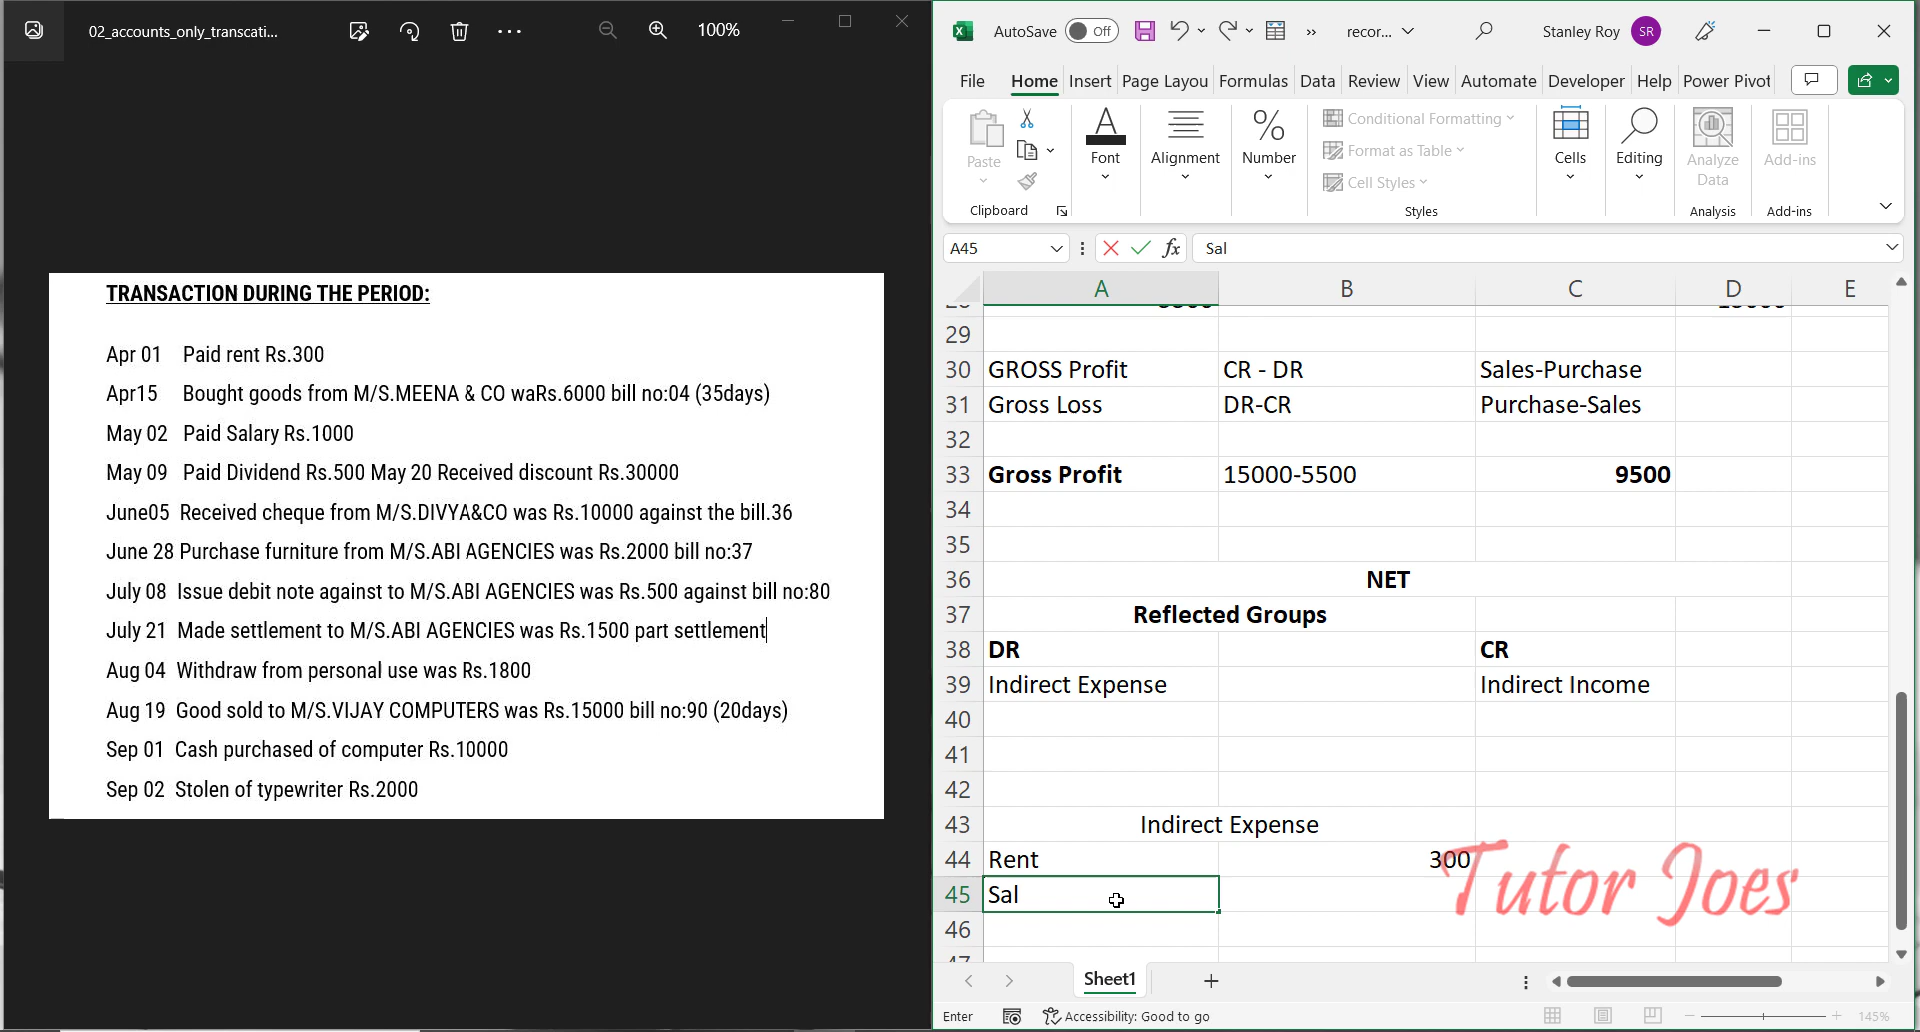 02_accounts_only_transcati...
100%
TRANSACTION DURING THE PERIOD:
Apr 01 Paid rent Rs.300
Apr15 Bought goods from M/S.MEENA & CO waRs.6000 bill no:04 (35days)
May 02 Paid Salary Rs.1000
May 09 Paid Dividend Rs.500 May 20 Received discount Rs.30000
June05 Received cheque from M/S.DIVYA&CO was Rs.10000 against the bill.36
June 28 Purchase furniture from M/S.ABI AGENCIES was Rs.2000 bill no:37
July 08 Issue debit note against to M/S.ABI AGENCIES was Rs.500 against bill no:80
July 21 Made settlement to M/S.ABI AGENCIES was Rs.1500 part settlement
Aug 04 Withdraw from personal use was Rs.1800
Aug 19 Good sold to M/S.VIJAY COMPUTERS was Rs.15000 bill no:90 (20days)
Sep 01 Cash purchased of computer Rs.10000
Sep 02 Stolen of typewriter Rs.2000
AutoSave Off recor... Stanley Roy SR
File Home Insert Page Layou Formulas Data Review View Automate Developer Help Power Pivot
Paste Font Alignment Number Conditional Formatting Format as Table Cell Styles Cells Editing Analyze Data Add-ins
Clipboard Styles Analysis Add-ins
A45 fx Sal
A B C D E
29
30 GROSS Profit CR - DR Sales-Purchase
31 Gross Loss DR-CR Purchase-Sales
32
33 Gross Profit 15000-5500 9500
34
35
36 NET
37 Reflected Groups
38 DR CR
39 Indirect Expense Indirect Income
40
41
42
43 Indirect Expense
44 Rent 300
45 Sal
46
Tutor Joes
Sheet1
Enter Accessibility: Good to go 145%